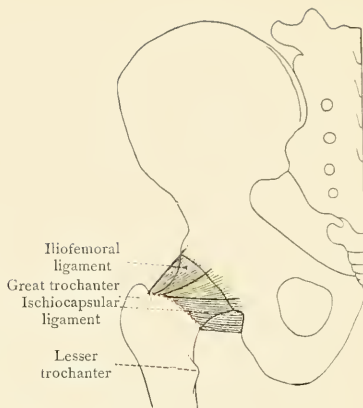 Iliofemoral
ligament
Great trochanter
Ischiocapsular
ligament
Lesser
trochanter